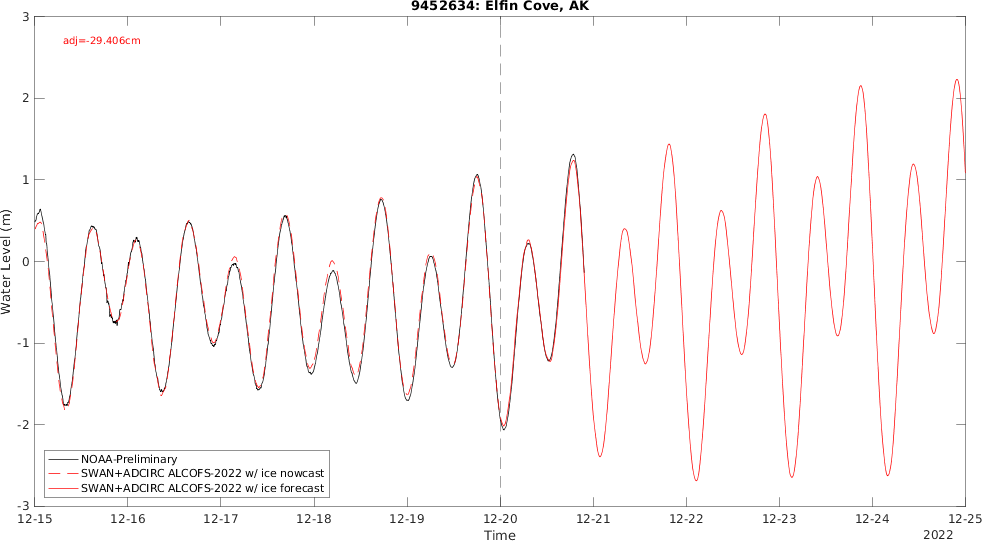 9452634: Elfin Cove, AK
adj=-29.406cm
Water Level (m)
3
2
1
0
-1
-2
-3
NOAA-Preliminary
SWAN+ADCIRC ALCOFS-2022 w/ ice nowcast
SWAN+ADCIRC ALCOFS-2022 w/ ice forecast
12-15 12-16 12-17 12-18 12-19 12-20 12-21 12-22 12-23 12-24 12-25
Time
2022